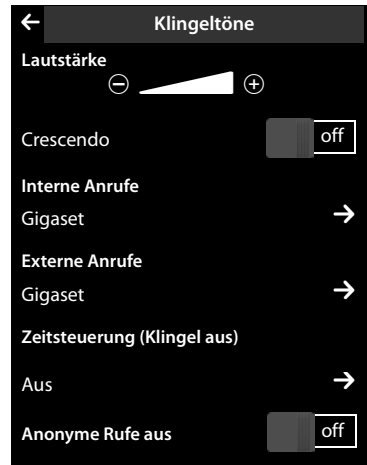 Klingeltöne
Lautstärke
Crescendo off
Interne Anrufe
Gigaset
Externe Anrufe
Gigaset
Zeitsteuerung (Klingel aus)
Aus
Anonyme Rufe aus off